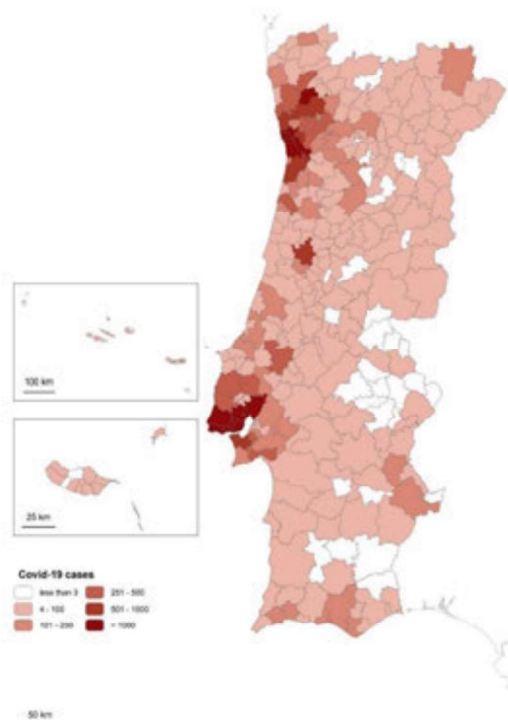 100 km
25 km
Covid-19 cases
less than 3
4 - 100
101 - 250
251 - 500
501 - 1000
> 1000
50 km